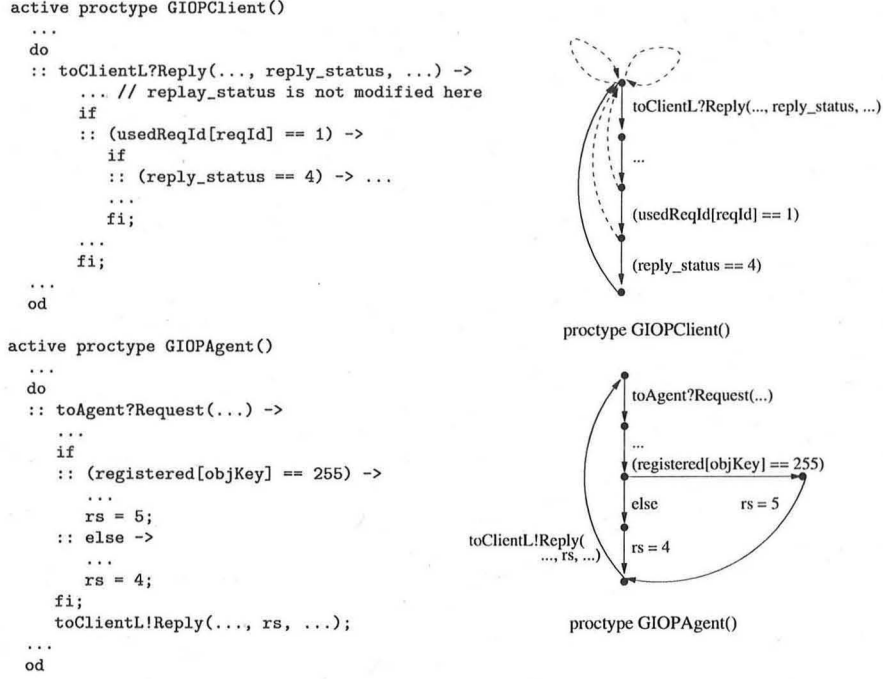 active proctype GIOPClient()
...
do
:: toClientL?Reply(..., reply_status, ...) ->
... // replay_status is not modified here
if
:: (usedReqId[reqId] == 1) ->
if
:: (reply_status == 4) -> ...
...
fi;
...
fi;
...
od
toClientL?Reply(..., reply_status, ...)
...
(usedReqId[reqId] == 1)
(reply_status == 4)
proctype GIOPClient()
active proctype GIOPAgent()
...
do
:: toAgent?Request(...) ->
...
if
:: (registered[objKey] == 255) ->
...
rs = 5;
:: else ->
...
rs = 4;
fi;
toClientL!Reply(..., rs, ...);
...
od
toAgent?Request(...)
...
(registered[objKey] == 255)
else
rs = 5
toClientL!Reply(
..., rs, ...)
rs = 4
proctype GIOPAgent()